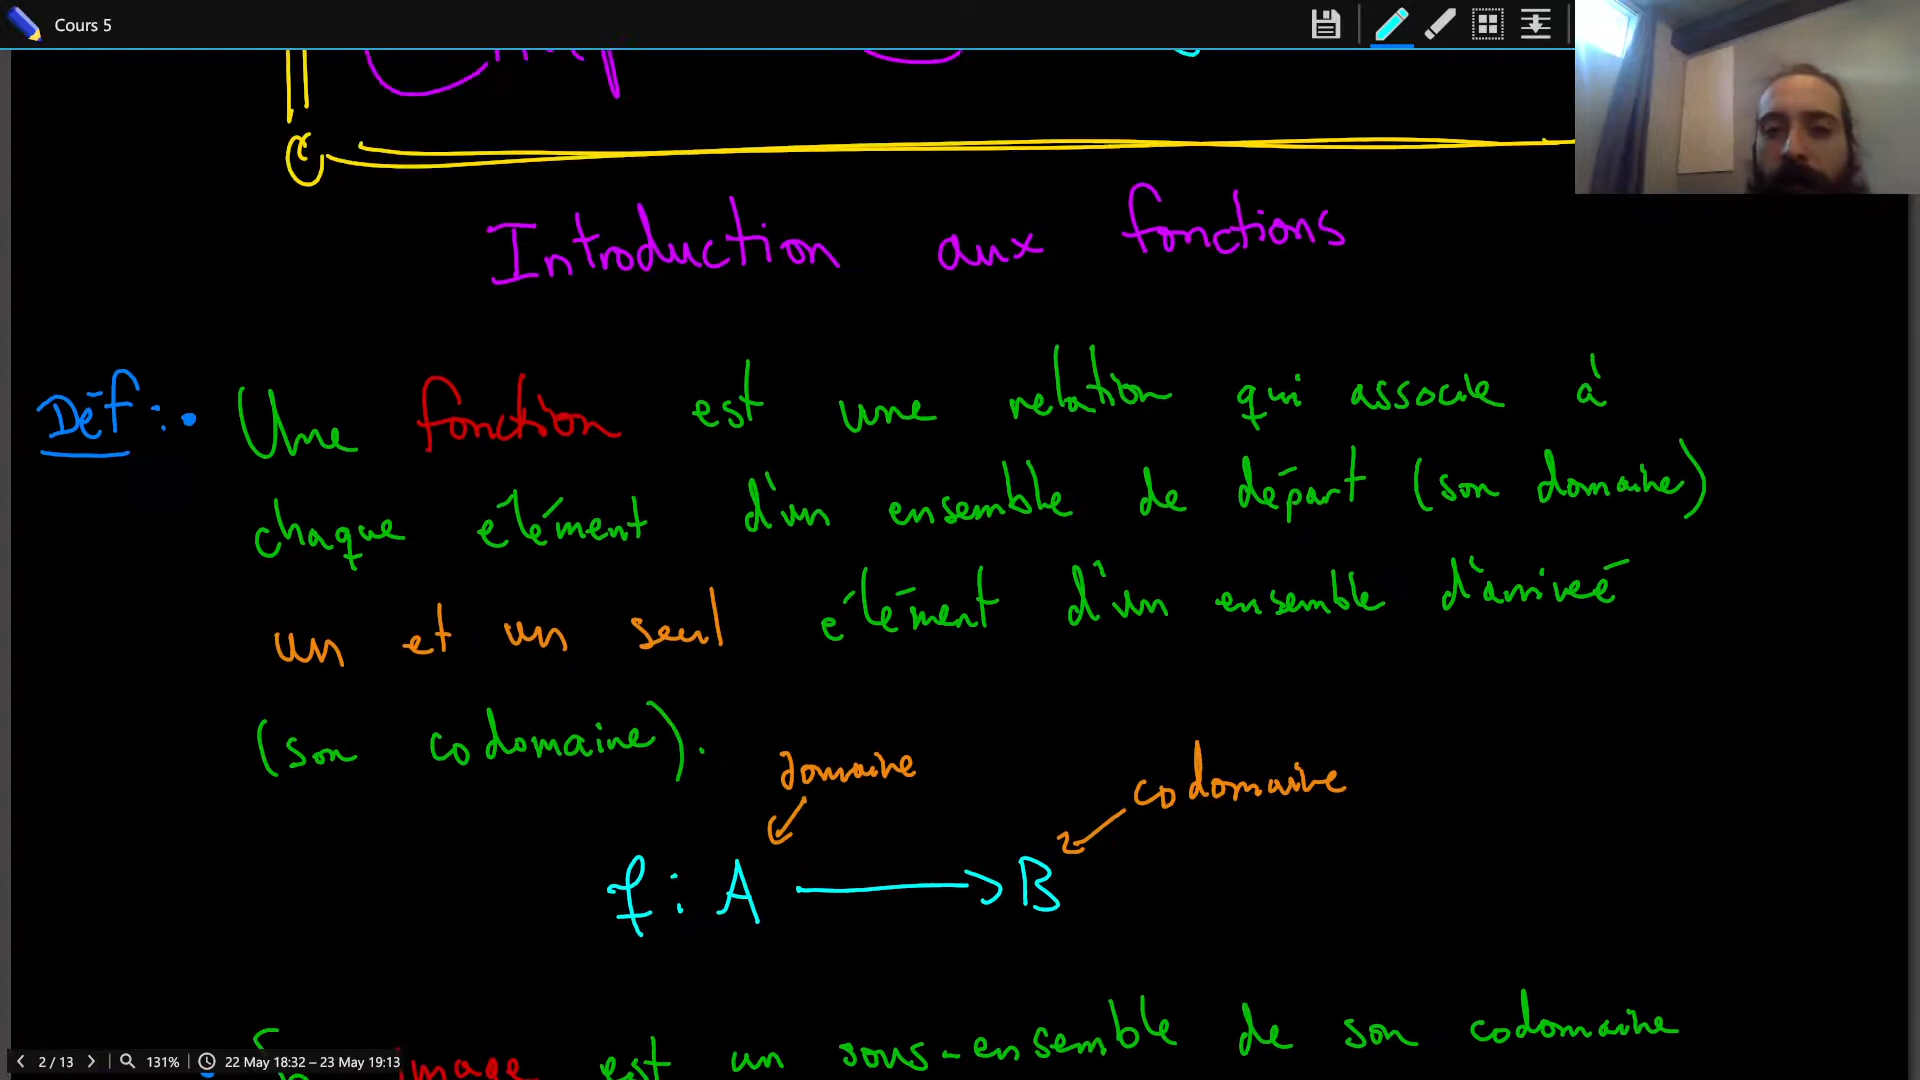 Cours 5
Introduction aux fonctions
Déf : • Une fonction est une relation qui associe à
chaque élément d'un ensemble de départ (son domaine)
un et un seul élément d'un ensemble d'arrivée
(son codomaine).
domaine
codomaine
f : A → B
image est un sous-ensemble de son codomaine
2 / 13 131% 22 May 18:32 – 23 May 19:13